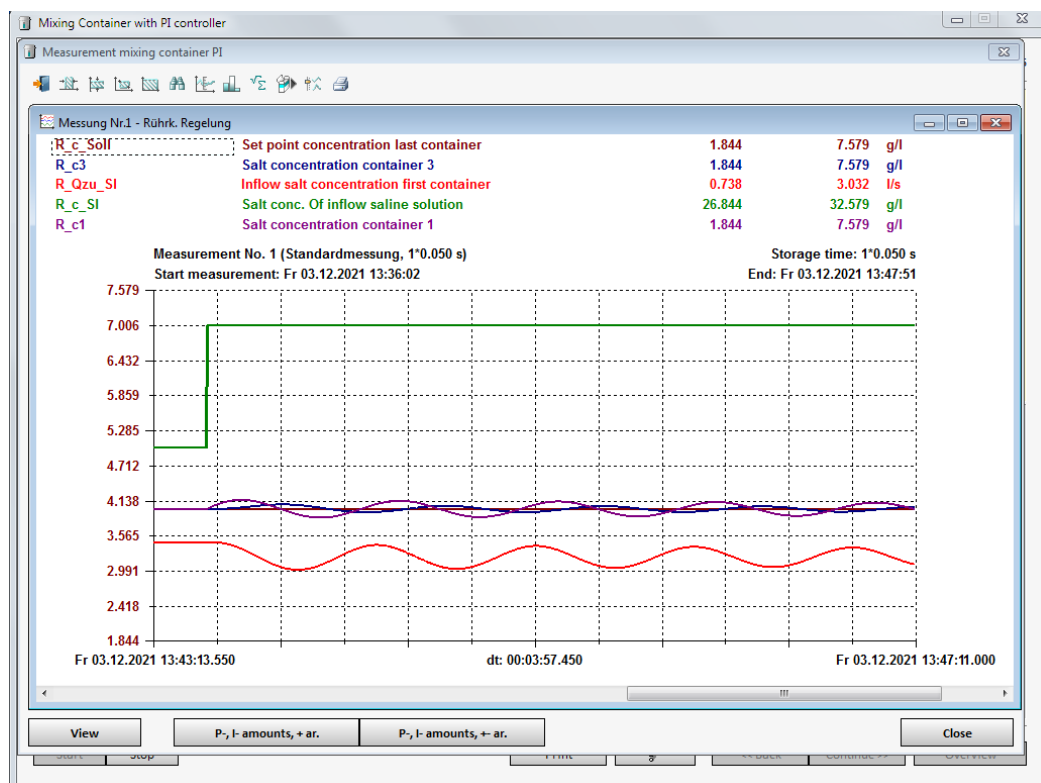 Mixing Container with PI controller
Measurement mixing container PI
Messung Nr.1 - Rührk. Regelung
R_c_Soll Set point concentration last container 1.844 7.579 g/l
R_c3 Salt concentration container 3 1.844 7.579 g/l
R_Qzu_Sl Inflow salt concentration first container 0.738 3.032 l/s
R_c_Sl Salt conc. Of inflow saline solution 26.844 32.579 g/l
R_c1 Salt concentration container 1 1.844 7.579 g/l
Measurement No. 1 (Standardmessung, 1*0.050 s) Storage time: 1*0.050 s
Start measurement: Fr 03.12.2021 13:36:02 End: Fr 03.12.2021 13:47:51
7.579
7.006
6.432
5.859
5.285
4.712
4.138
3.565
2.991
2.418
1.844
Fr 03.12.2021 13:43:13.550 dt: 00:03:57.450 Fr 03.12.2021 13:47:11.000
View P-, I- amounts, + ar. P-, I- amounts, +- ar. Close
Start Stop Print << Back Continue >> Overview